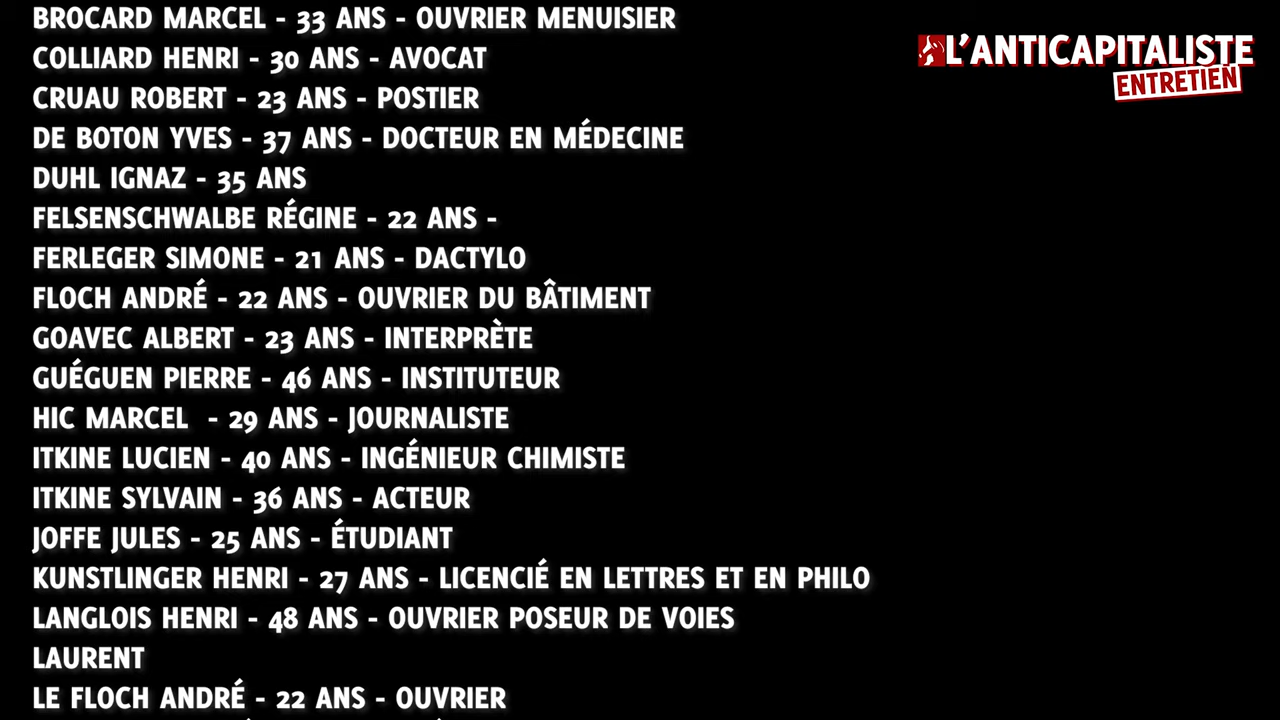 BROCARD MARCEL - 33 ANS - OUVRIER MENUISIER
COLLIARD HENRI - 30 ANS - AVOCAT
CRUAU ROBERT - 23 ANS - POSTIER
DE BOTON YVES - 37 ANS - DOCTEUR EN MÉDECINE
DUHL IGNAZ - 35 ANS
FELSENSCHWALBE RÉGINE - 22 ANS -
FERLEGER SIMONE - 21 ANS - DACTYLO
FLOCH ANDRÉ - 22 ANS - OUVRIER DU BÂTIMENT
GOAVEC ALBERT - 23 ANS - INTERPRÈTE
GUÉGUEN PIERRE - 46 ANS - INSTITUTEUR
HIC MARCEL - 29 ANS - JOURNALISTE
ITKINE LUCIEN - 40 ANS - INGÉNIEUR CHIMISTE
ITKINE SYLVAIN - 36 ANS - ACTEUR
JOFFE JULES - 25 ANS - ÉTUDIANT
KUNSTLINGER HENRI - 27 ANS - LICENCIÉ EN LETTRES ET EN PHILO
LANGLOIS HENRI - 48 ANS - OUVRIER POSEUR DE VOIES
LAURENT
LE FLOCH ANDRÉ - 22 ANS - OUVRIER
L'ANTICAPITALISTE
ENTRETIEN